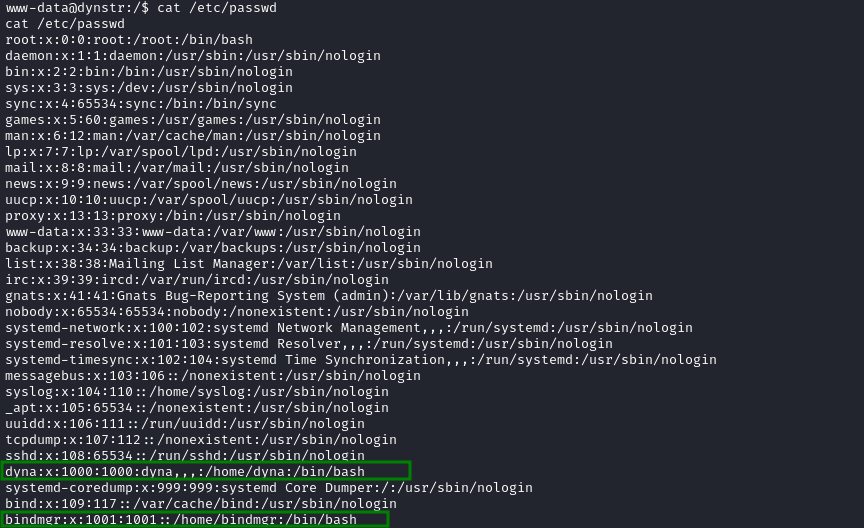 www-data@dynstr:/$ cat /etc/passwd
cat /etc/passwd
root:x:0:0:root:/root:/bin/bash
daemon:x:1:1:daemon:/usr/sbin:/usr/sbin/nologin
bin:x:2:2:bin:/bin:/usr/sbin/nologin
sys:x:3:3:sys:/dev:/usr/sbin/nologin
sync:x:4:65534:sync:/bin:/bin/sync
games:x:5:60:games:/usr/games:/usr/sbin/nologin
man:x:6:12:man:/var/cache/man:/usr/sbin/nologin
lp:x:7:7:lp:/var/spool/lpd:/usr/sbin/nologin
mail:x:8:8:mail:/var/mail:/usr/sbin/nologin
news:x:9:9:news:/var/spool/news:/usr/sbin/nologin
uucp:x:10:10:uucp:/var/spool/uucp:/usr/sbin/nologin
proxy:x:13:13:proxy:/bin:/usr/sbin/nologin
www-data:x:33:33:www-data:/var/www:/usr/sbin/nologin
backup:x:34:34:backup:/var/backups:/usr/sbin/nologin
list:x:38:38:Mailing List Manager:/var/list:/usr/sbin/nologin
irc:x:39:39:ircd:/var/run/ircd:/usr/sbin/nologin
gnats:x:41:41:Gnats Bug-Reporting System (admin):/var/lib/gnats:/usr/sbin/nologin
nobody:x:65534:65534:nobody:/nonexistent:/usr/sbin/nologin
systemd-network:x:100:102:systemd Network Management,,,:/run/systemd:/usr/sbin/nologin
systemd-resolve:x:101:103:systemd Resolver,,,:/run/systemd:/usr/sbin/nologin
systemd-timesync:x:102:104:systemd Time Synchronization,,,:/run/systemd:/usr/sbin/nologin
messagebus:x:103:106::/nonexistent:/usr/sbin/nologin
syslog:x:104:110::/home/syslog:/usr/sbin/nologin
_apt:x:105:65534::/nonexistent:/usr/sbin/nologin
uuidd:x:106:111::/run/uuidd:/usr/sbin/nologin
tcpdump:x:107:112::/nonexistent:/usr/sbin/nologin
sshd:x:108:65534::/run/sshd:/usr/sbin/nologin
dyna:x:1000:1000:dyna,,,:/home/dyna:/bin/bash
systemd-coredump:x:999:999:systemd Core Dumper:/:/usr/sbin/nologin
bind:x:109:117::/var/cache/bind:/usr/sbin/nologin
bindmgr:x:1001:1001::/home/bindmgr:/bin/bash